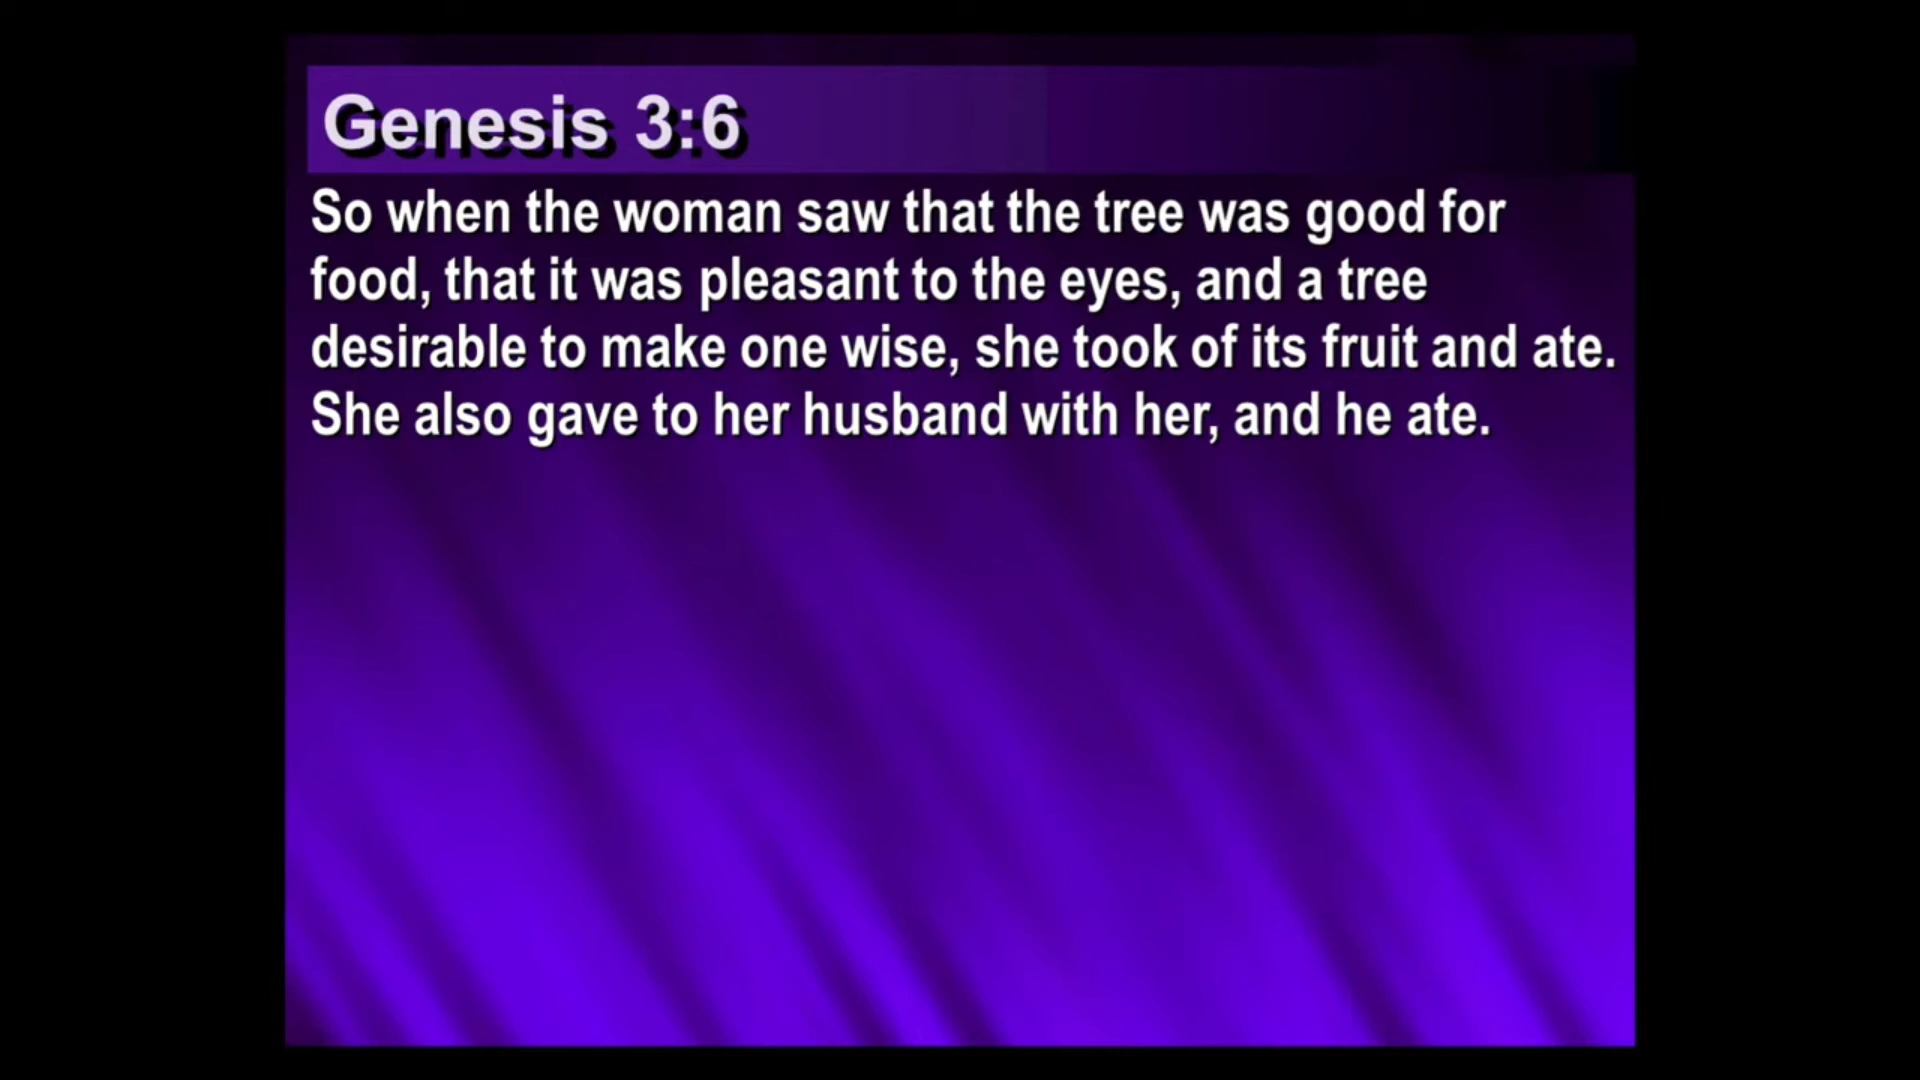 Genesis 3:6
So when the woman saw that the tree was good for
food, that it was pleasant to the eyes, and a tree
desirable to make one wise, she took of its fruit and ate.
She also gave to her husband with her, and he ate.